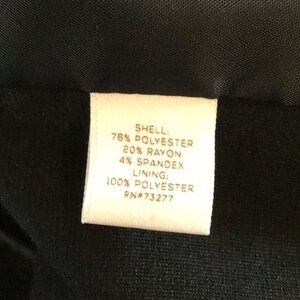 SHELL:
76% POLYESTER
20% RAYON
4% SPANDEX
LINING:
100% POLYESTER
RN#73277